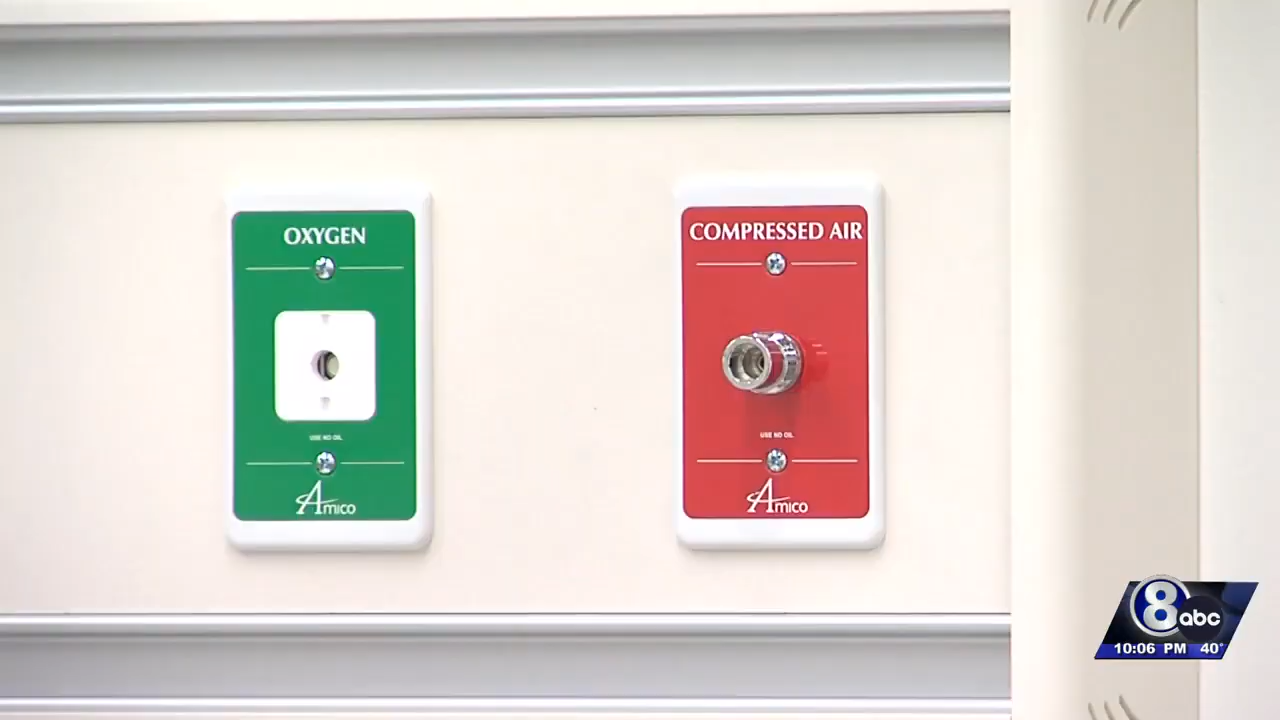 OXYGEN
USE NO OIL
Amico
COMPRESSED AIR
USE NO OIL
Amico
8 abc
10:06 PM 40°